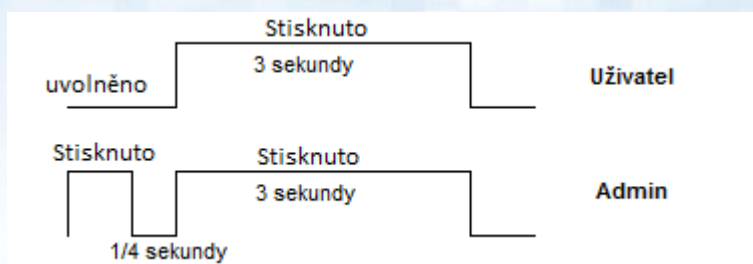 Stisknuto
3 sekundy
uvolněno
Uživatel
Stisknuto
Stisknuto
3 sekundy
Admin
1/4 sekundy